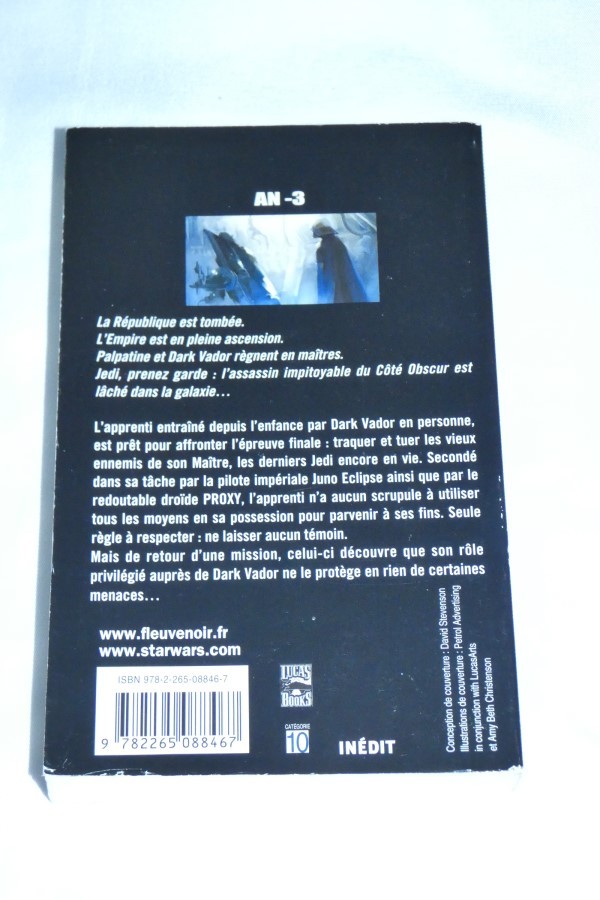 AN -3
La République est tombée.
L'Empire est en pleine ascension.
Palpatine et Dark Vador règnent en maîtres.
Jedi, prenez garde : l'assassin impitoyable du Côté Obscur est
lâché dans la galaxie...
L'apprenti entraîné depuis l'enfance par Dark Vador en personne,
est prêt pour affronter l'épreuve finale : traquer et tuer les vieux
ennemis de son Maître, les derniers Jedi encore en vie. Secondé
dans sa tâche par la pilote impériale Juno Eclipse ainsi que par le
redoutable droïde PROXY, l'apprenti n'a aucun scrupule à utiliser
tous les moyens en sa possession pour parvenir à ses fins. Seule
règle à respecter : ne laisser aucun témoin.
Mais de retour d'une mission, celui-ci découvre que son rôle
privilégié auprès de Dark Vador ne le protège en rien de certaines
menaces...
www.fleuvenoir.fr
www.starwars.com
ISBN 978-2-265-08846-7
9 782265 088467
LUCAS
BOOKS
CATÉGORIE
10
INÉDIT
Conception de couverture : David Stevenson
Illustrations de couverture : Petrol Advertising
in conjunction with LucasArts
et Amy Beth Christenson